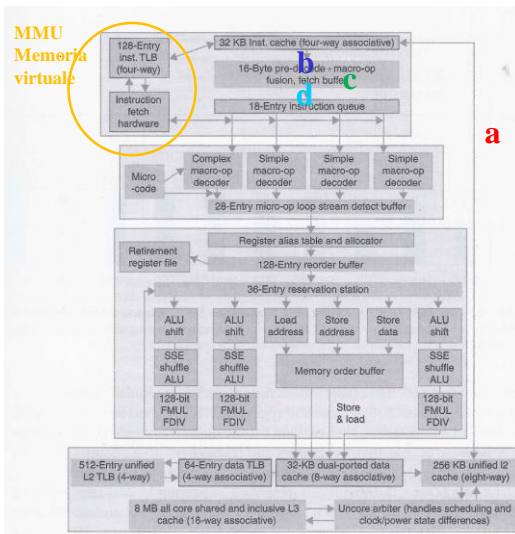 MMU
Memoria
virtuale
128-Entry
inst. TLB
(four-way)
Instruction
fetch
hardware
32 KB Inst. cache (four-way associative)
b
16-Byte pre-decode + macro-op
fusion, fetch buffer
c
d
18-Entry instruction queue
a
Micro
-code
Complex
macro-op
decoder
Simple
macro-op
decoder
Simple
macro-op
decoder
Simple
macro-op
decoder
28-Entry micro-op loop stream detect buffer
Register alias table and allocator
Retirement
register file
128-Entry reorder buffer
36-Entry reservation station
ALU
shift
ALU
shift
Load
address
Store
address
Store
data
ALU
shift
SSE
shuffle
ALU
SSE
shuffle
ALU
Memory order buffer
SSE
shuffle
ALU
128-bit
FMUL
FDIV
128-bit
FMUL
FDIV
Store
& load
128-bit
FMUL
FDIV
512-Entry unified
L2 TLB (4-way)
64-Entry data TLB
(4-way associative)
32-KB dual-ported data
cache (8-way associative)
256 KB unified l2
cache (eight-way)
8 MB all core shared and inclusive L3
cache (16-way associative)
Uncore arbiter (handles scheduling and
clock/power state differences)